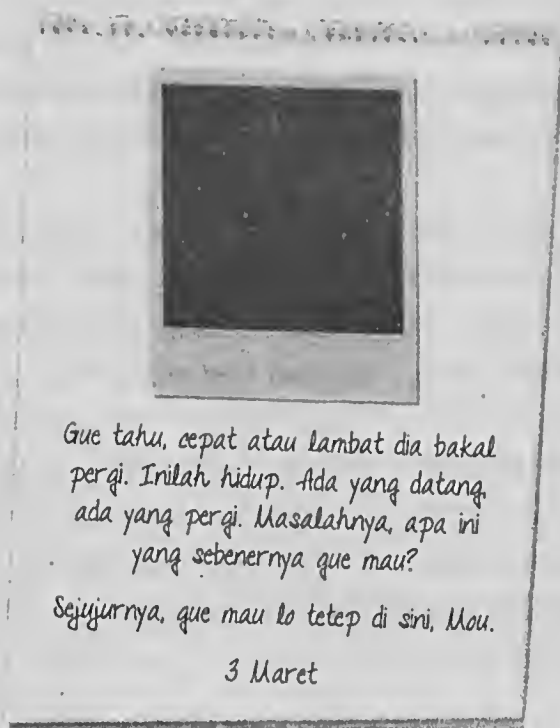 Gue tahu, cepat atau lambat dia bakal
pergi. Inilah hidup. Ada yang datang,
ada yang pergi. Masalahnya, apa ini
yang sebenernya gue mau?
Sejujurnya, gue mau lo tetep di sini, Mou.
3 Maret